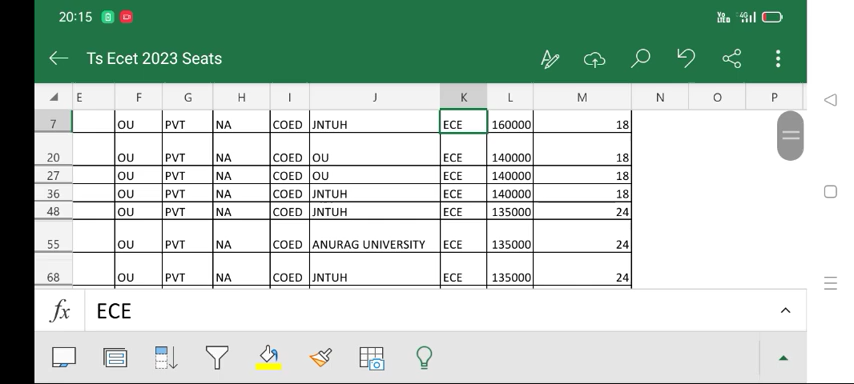 20:15 Vo LTE 4G
Ts Ecet 2023 Seats
E F G H I J K L M N O P
7 OU PVT NA COED JNTUH ECE 160000 18
20 OU PVT NA COED OU ECE 140000 18
27 OU PVT NA COED OU ECE 140000 18
36 OU PVT NA COED JNTUH ECE 140000 18
48 OU PVT NA COED JNTUH ECE 135000 24
55 OU PVT NA COED ANURAG UNIVERSITY ECE 135000 24
68 OU PVT NA COED JNTUH ECE 135000 24
fx ECE